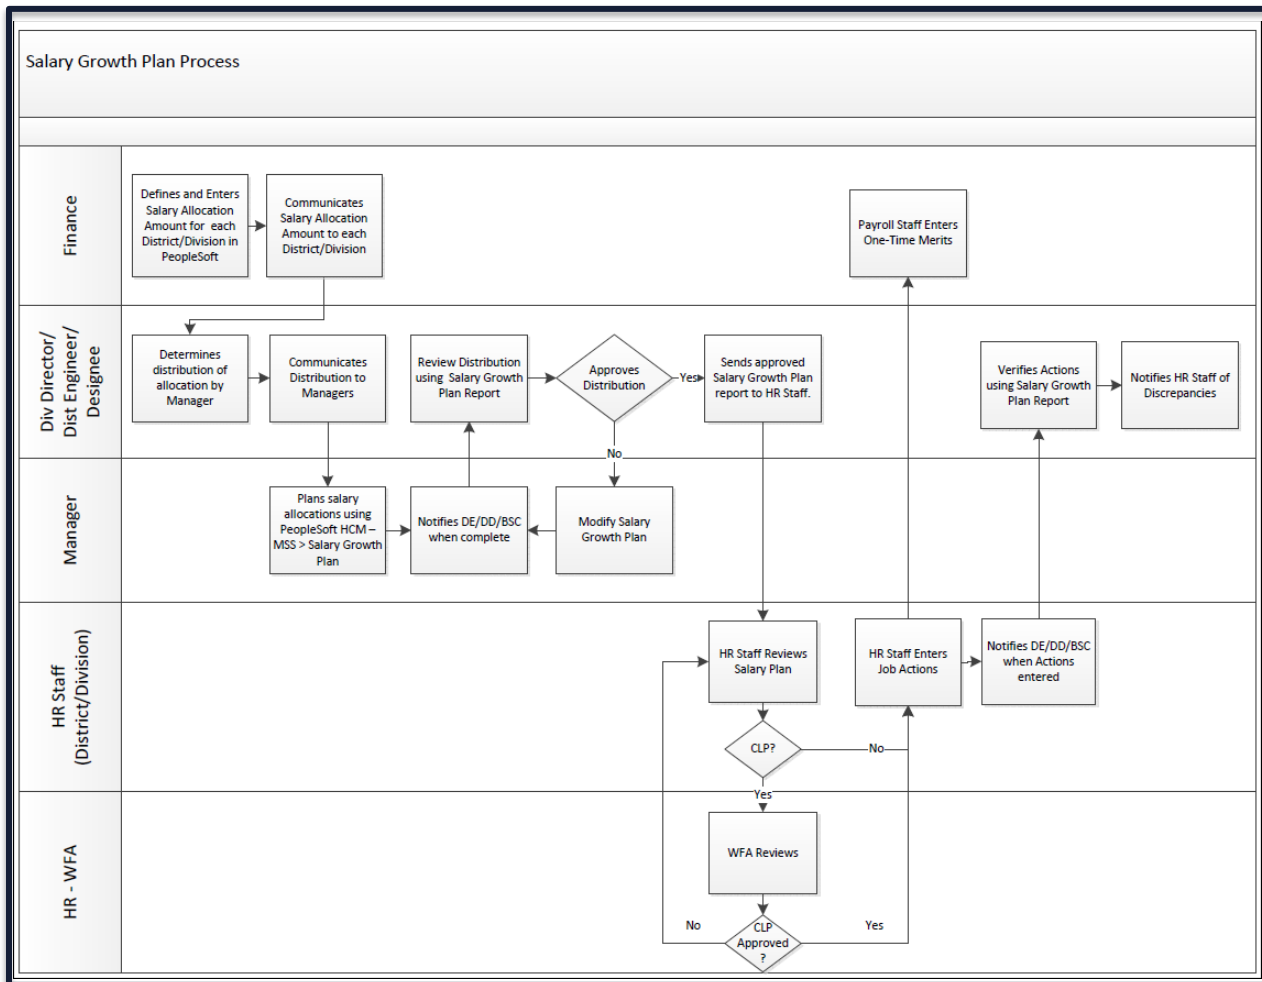 Salary Growth Plan Process
Finance
Defines and Enters
Salary Allocation
Amount for each
District/Division in
PeopleSoft
Communicates
Salary Allocation
Amount to each
District/Division
Payroll Staff Enters
One-Time Merits
Div Director/
Dist Engineer/
Designee
Determines
distribution of
allocation by
Manager
Communicates
Distribution to
Managers
Review Distribution
using Salary Growth
Plan Report
Approves
Distribution
Yes
No
Sends approved
Salary Growth Plan
report to HR Staff.
Verifies Actions
using Salary Growth
Plan Report
Notifies HR Staff of
Discrepancies
Manager
Plans salary
allocations using
PeopleSoft HCM –
MSS > Salary Growth
Plan
Notifies DE/DD/BSC
when complete
Modify Salary
Growth Plan
HR Staff
(District/Division)
HR Staff Reviews
Salary Plan
HR Staff Enters
Job Actions
Notifies DE/DD/BSC
when Actions
entered
CLP?
No
Yes
HR - WFA
WFA Reviews
No
CLP
Approved
?
Yes